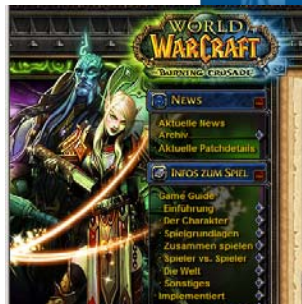 WORLD
OF
WARCRAFT
BURNING CRUSADE
NEWS
Aktuelle News
Archiv
Aktuelle Patchdetails
INFOS ZUM SPIEL
Game Guide
Einführung
Der Charakter
Spielgrundlagen
Zusammen spielen
Spieler vs. Spieler
Die Welt
Sonstiges
Implementiert